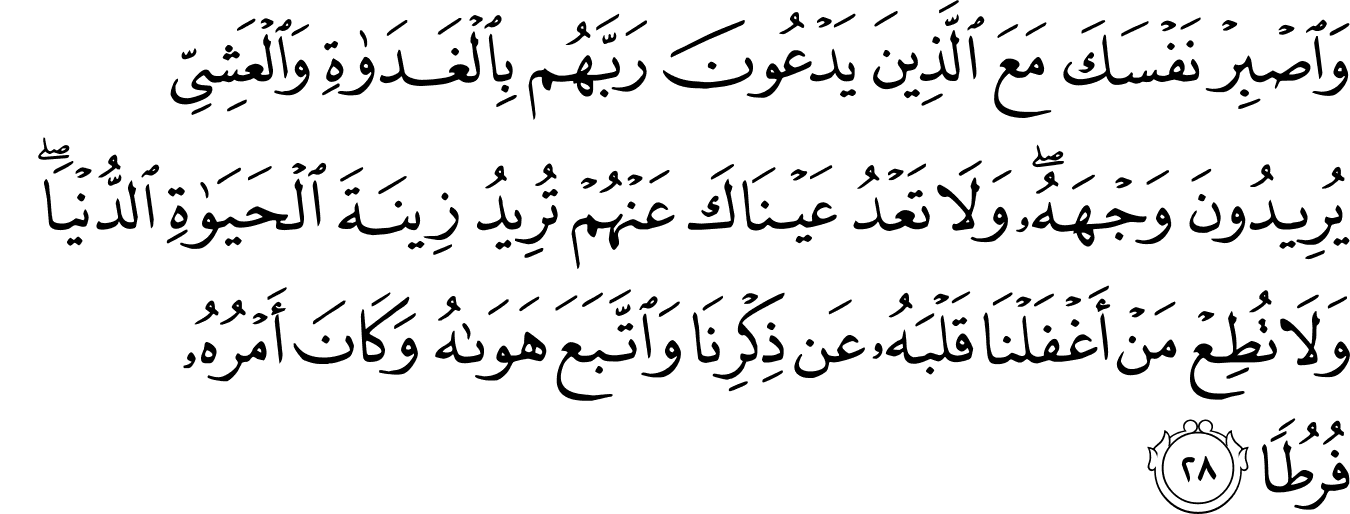 وَٱصۡبِرۡ نَفۡسَكَ مَعَ ٱلَّذِينَ يَدۡعُونَ رَبَّهُم بِٱلۡغَدَوٰةِ وَٱلۡعَشِيِّ
يُرِيدُونَ وَجۡهَهُۥۖ وَلَا تَعۡدُ عَيۡنَاكَ عَنۡهُمۡ تُرِيدُ زِينَةَ ٱلۡحَيَوٰةِ ٱلدُّنۡيَاۖ
وَلَا تُطِعۡ مَنۡ أَغۡفَلۡنَا قَلۡبَهُۥ عَن ذِكۡرِنَا وَٱتَّبَعَ هَوَىٰهُ وَكَانَ أَمۡرُهُۥ
فُرُطٗا ٢٨